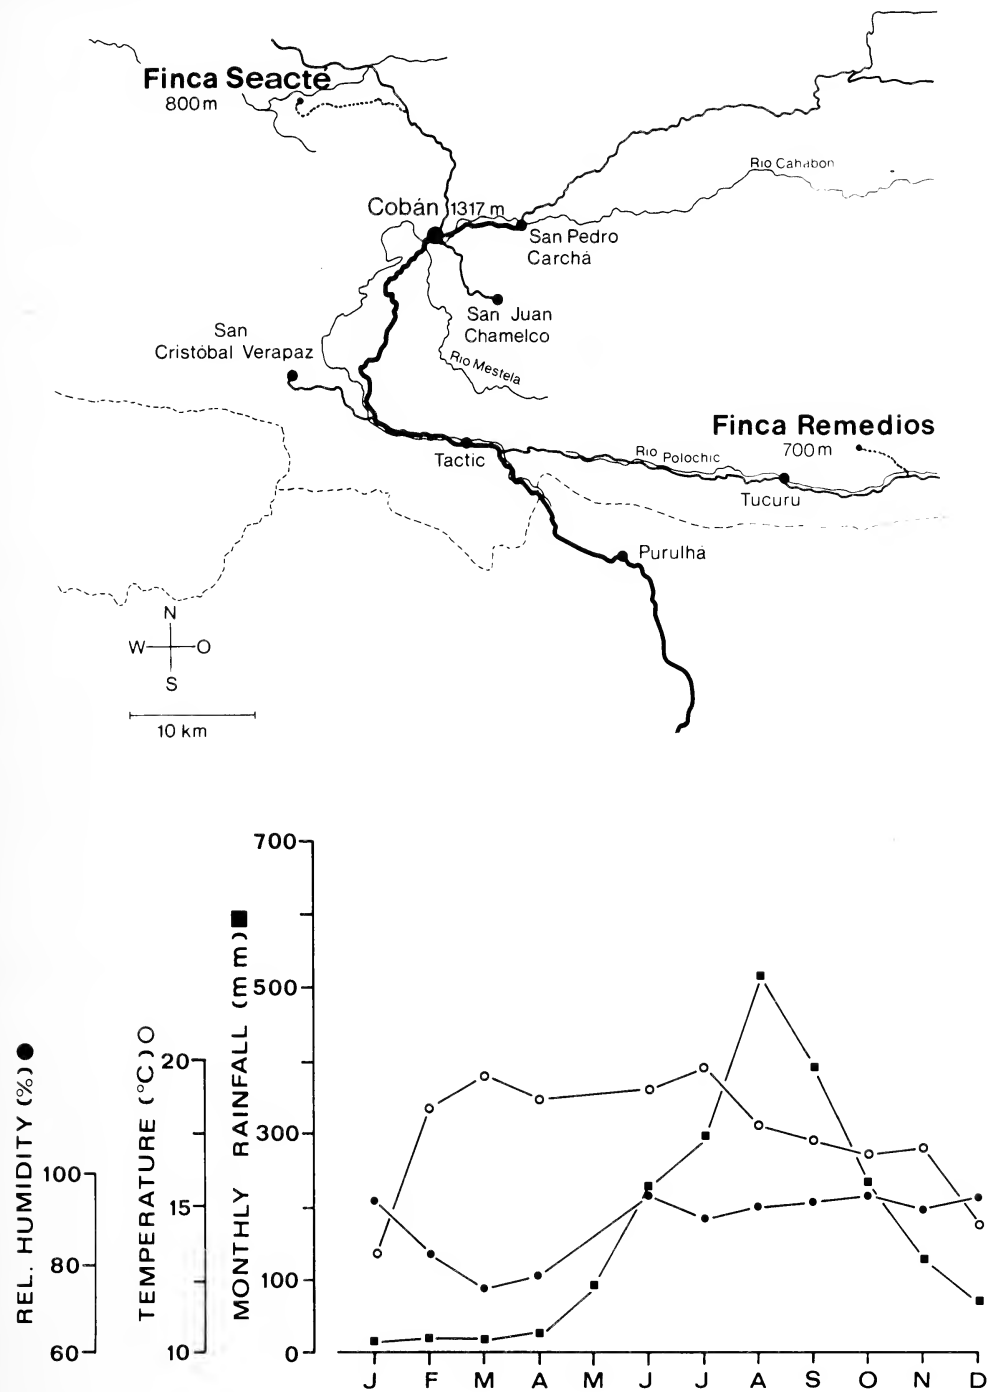 Finca Seacté
800m
Rio Cahabon
Cobán 1317 m
San Pedro
Carchá
San Juan
Chamelco
San
Cristóbal Verapaz
Rio Mestela
Finca Remedios
700m
Rio Polochic
Tactic
Tucuru
Purulhá
N
W O
S
10 km
REL. HUMIDITY (%)
100
80
60
TEMPERATURE (°C)
20
15
10
MONTHLY RAINFALL (mm)
700
500
300
100
0
J F M A M J J A S O N D